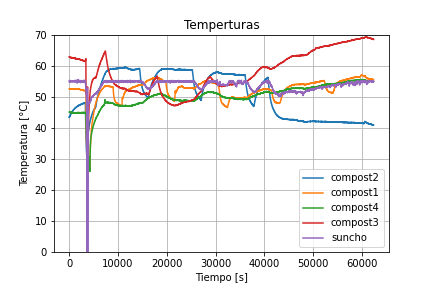 Temperturas
Temperatura [°C]
70
60
50
40
30
20
10
0
0 10000 20000 30000 40000 50000 60000
Tiempo [s]
compost2
compost1
compost4
compost3
suncho